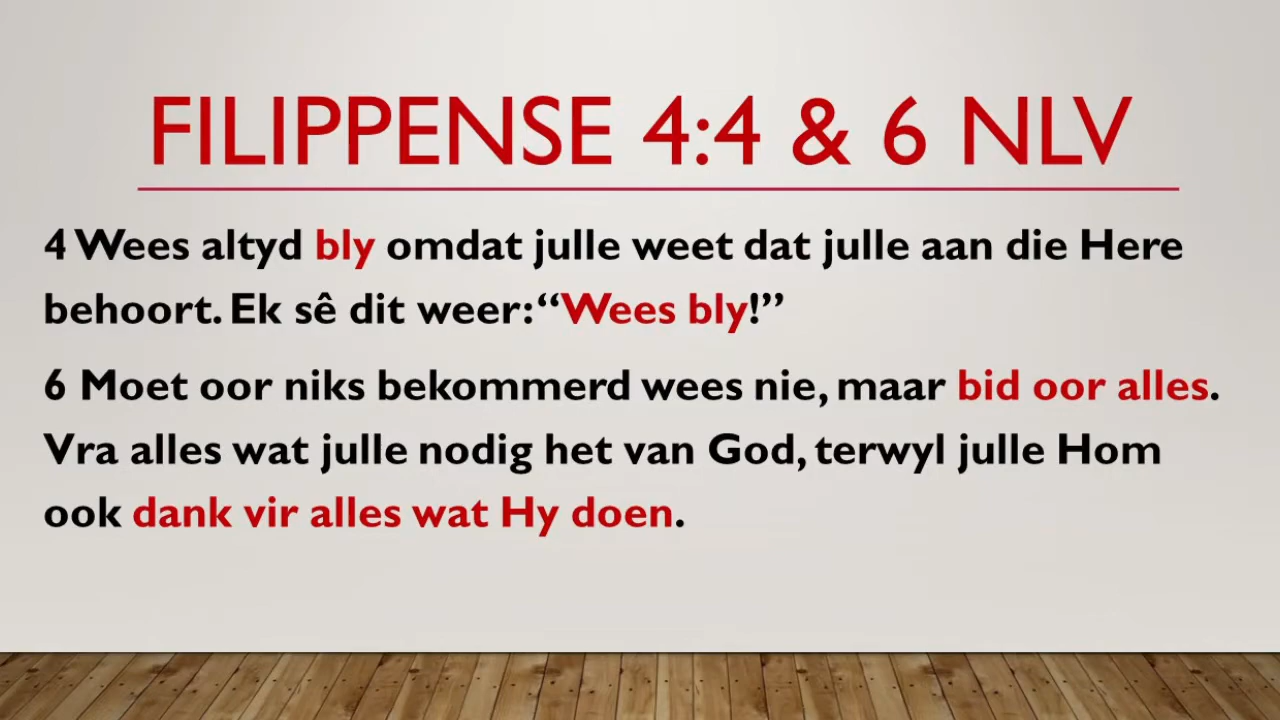 FILIPPENSE 4:4 & 6 NLV
4 Wees altyd bly omdat julle weet dat julle aan die Here
behoort. Ek sê dit weer: “Wees bly!”
6 Moet oor niks bekommerd wees nie, maar bid oor alles.
Vra alles wat julle nodig het van God, terwyl julle Hom
ook dank vir alles wat Hy doen.